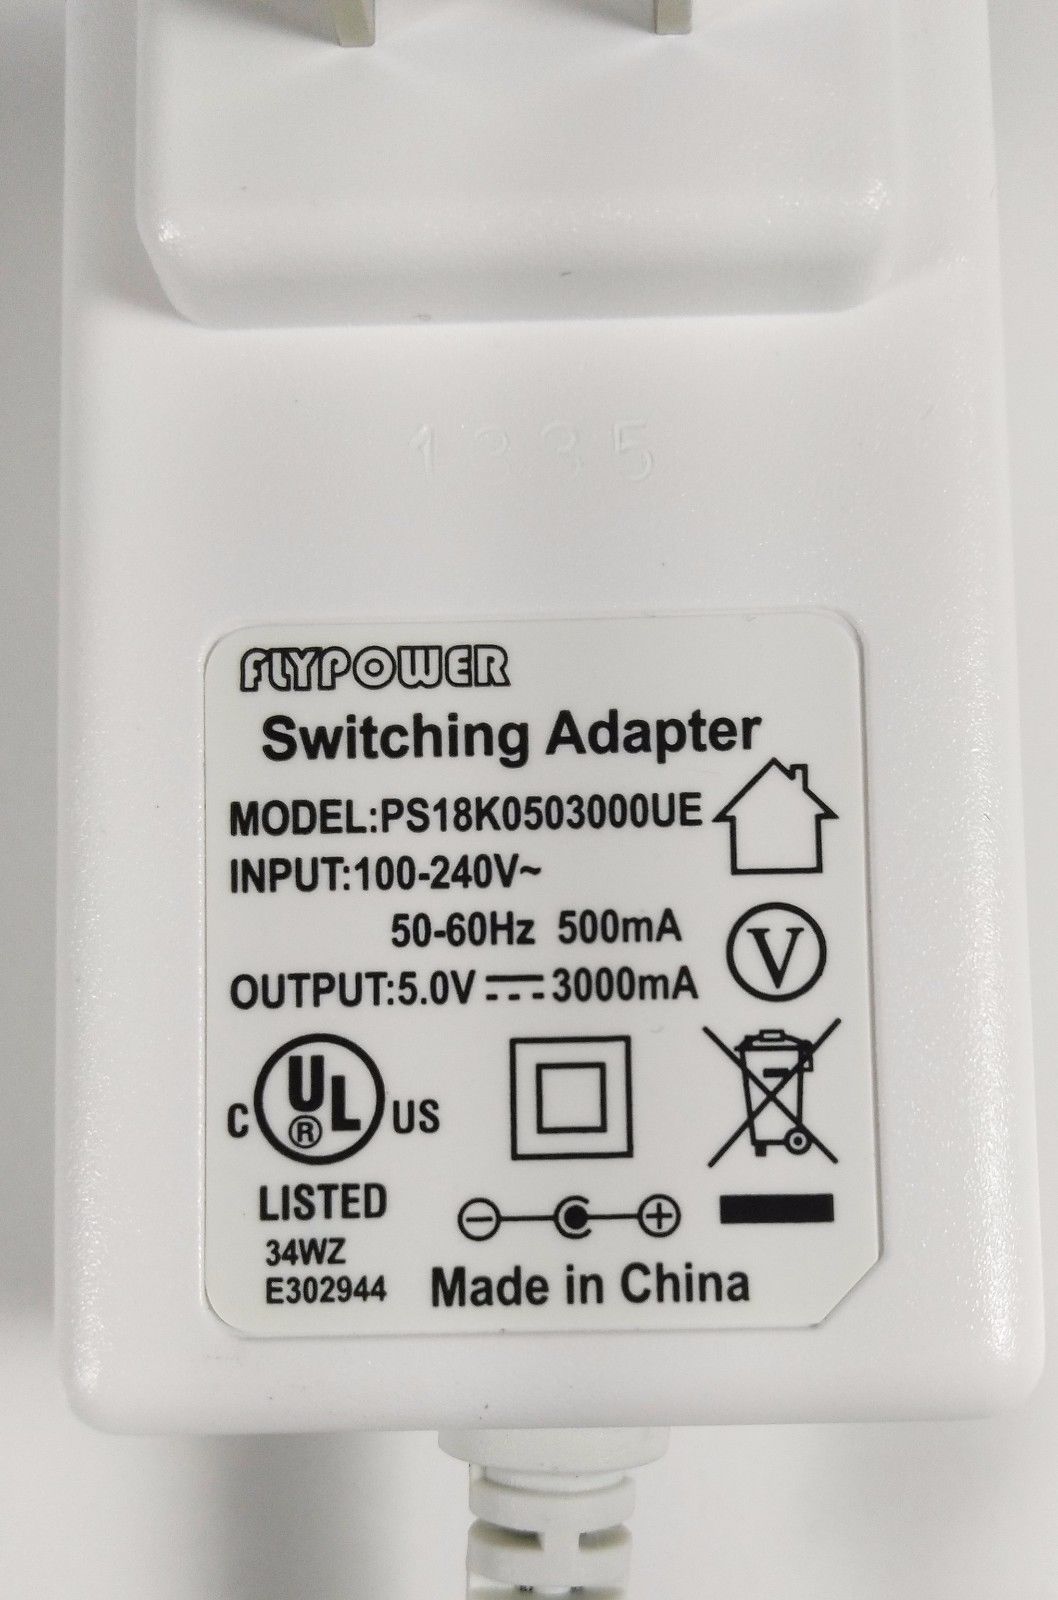 1335
FLYPOWER
Switching Adapter
MODEL:PS18K0503000UE
INPUT:100-240V~
50-60Hz 500mA
V
OUTPUT:5.0V⎓3000mA
C UL® US
LISTED
34WZ
E302944
Made in China